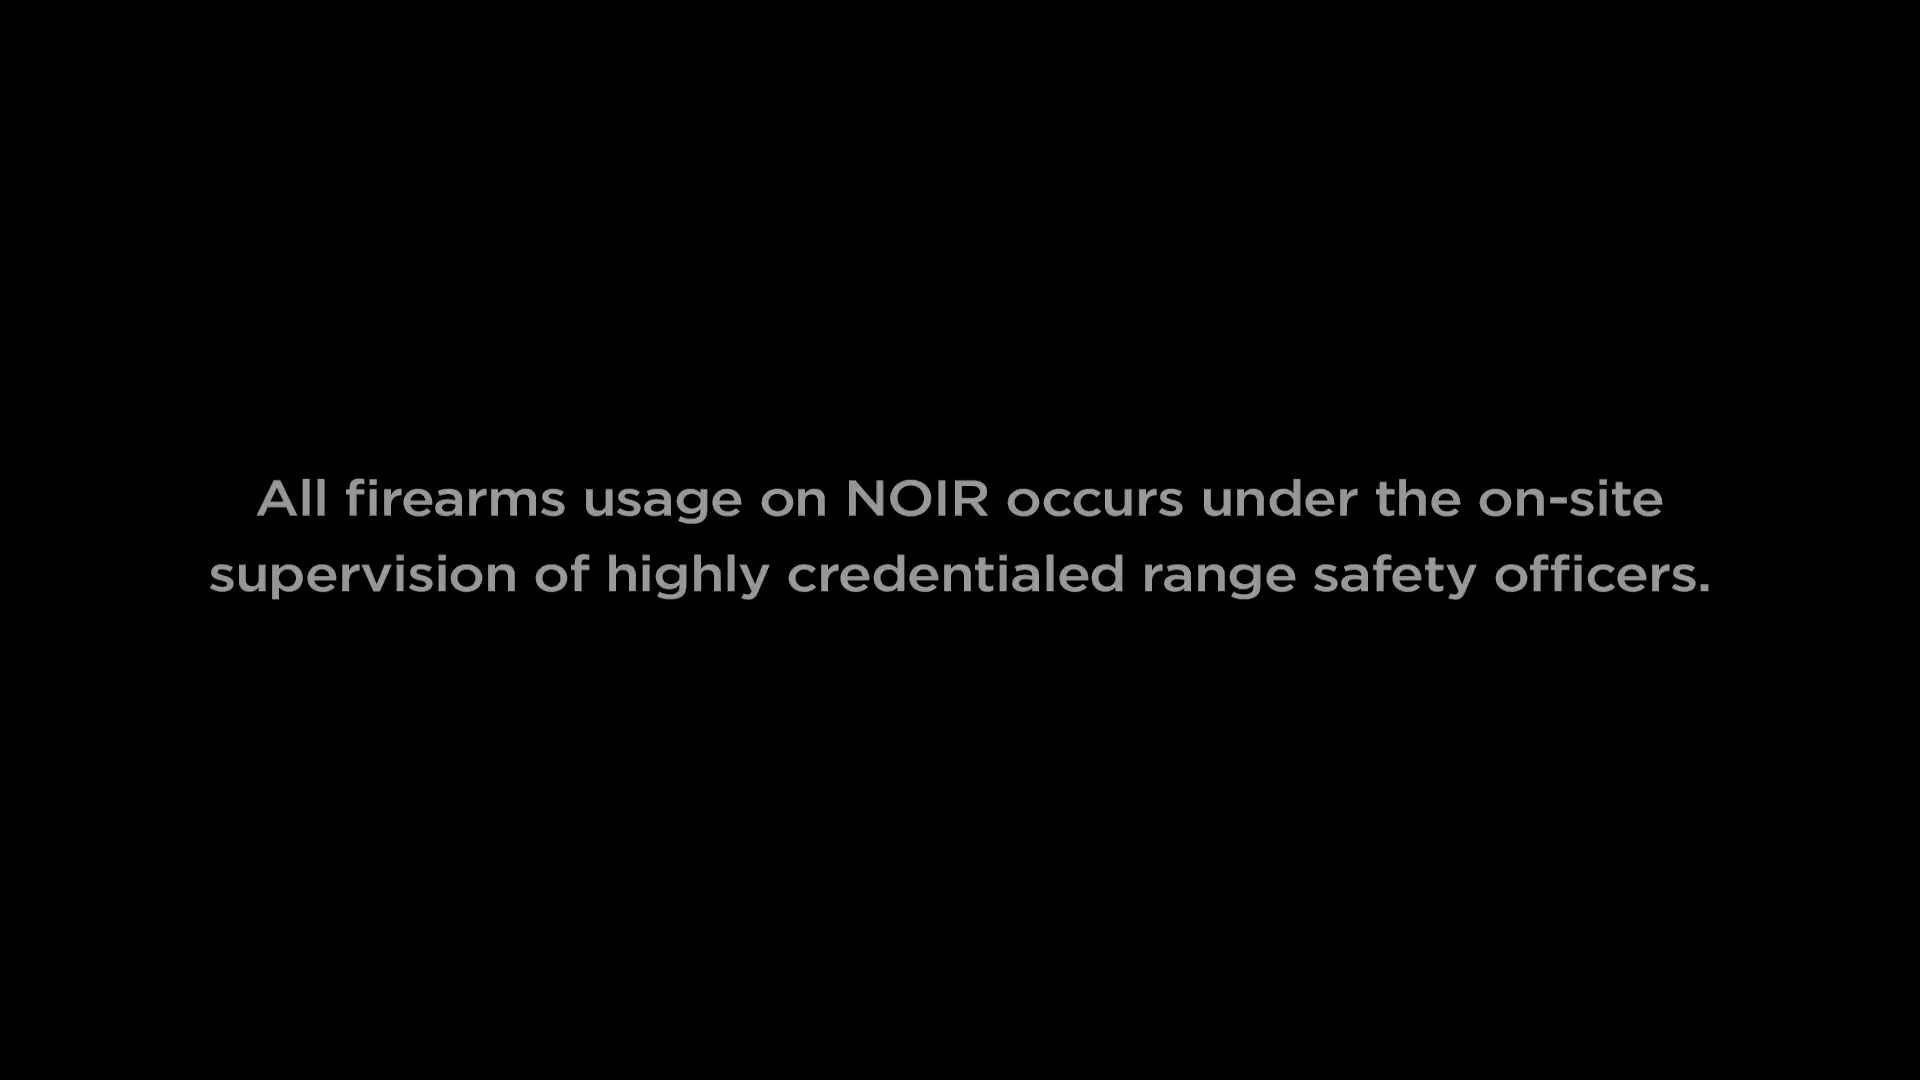 All firearms usage on NOIR occurs under the on-site
supervision of highly credentialed range safety officers.